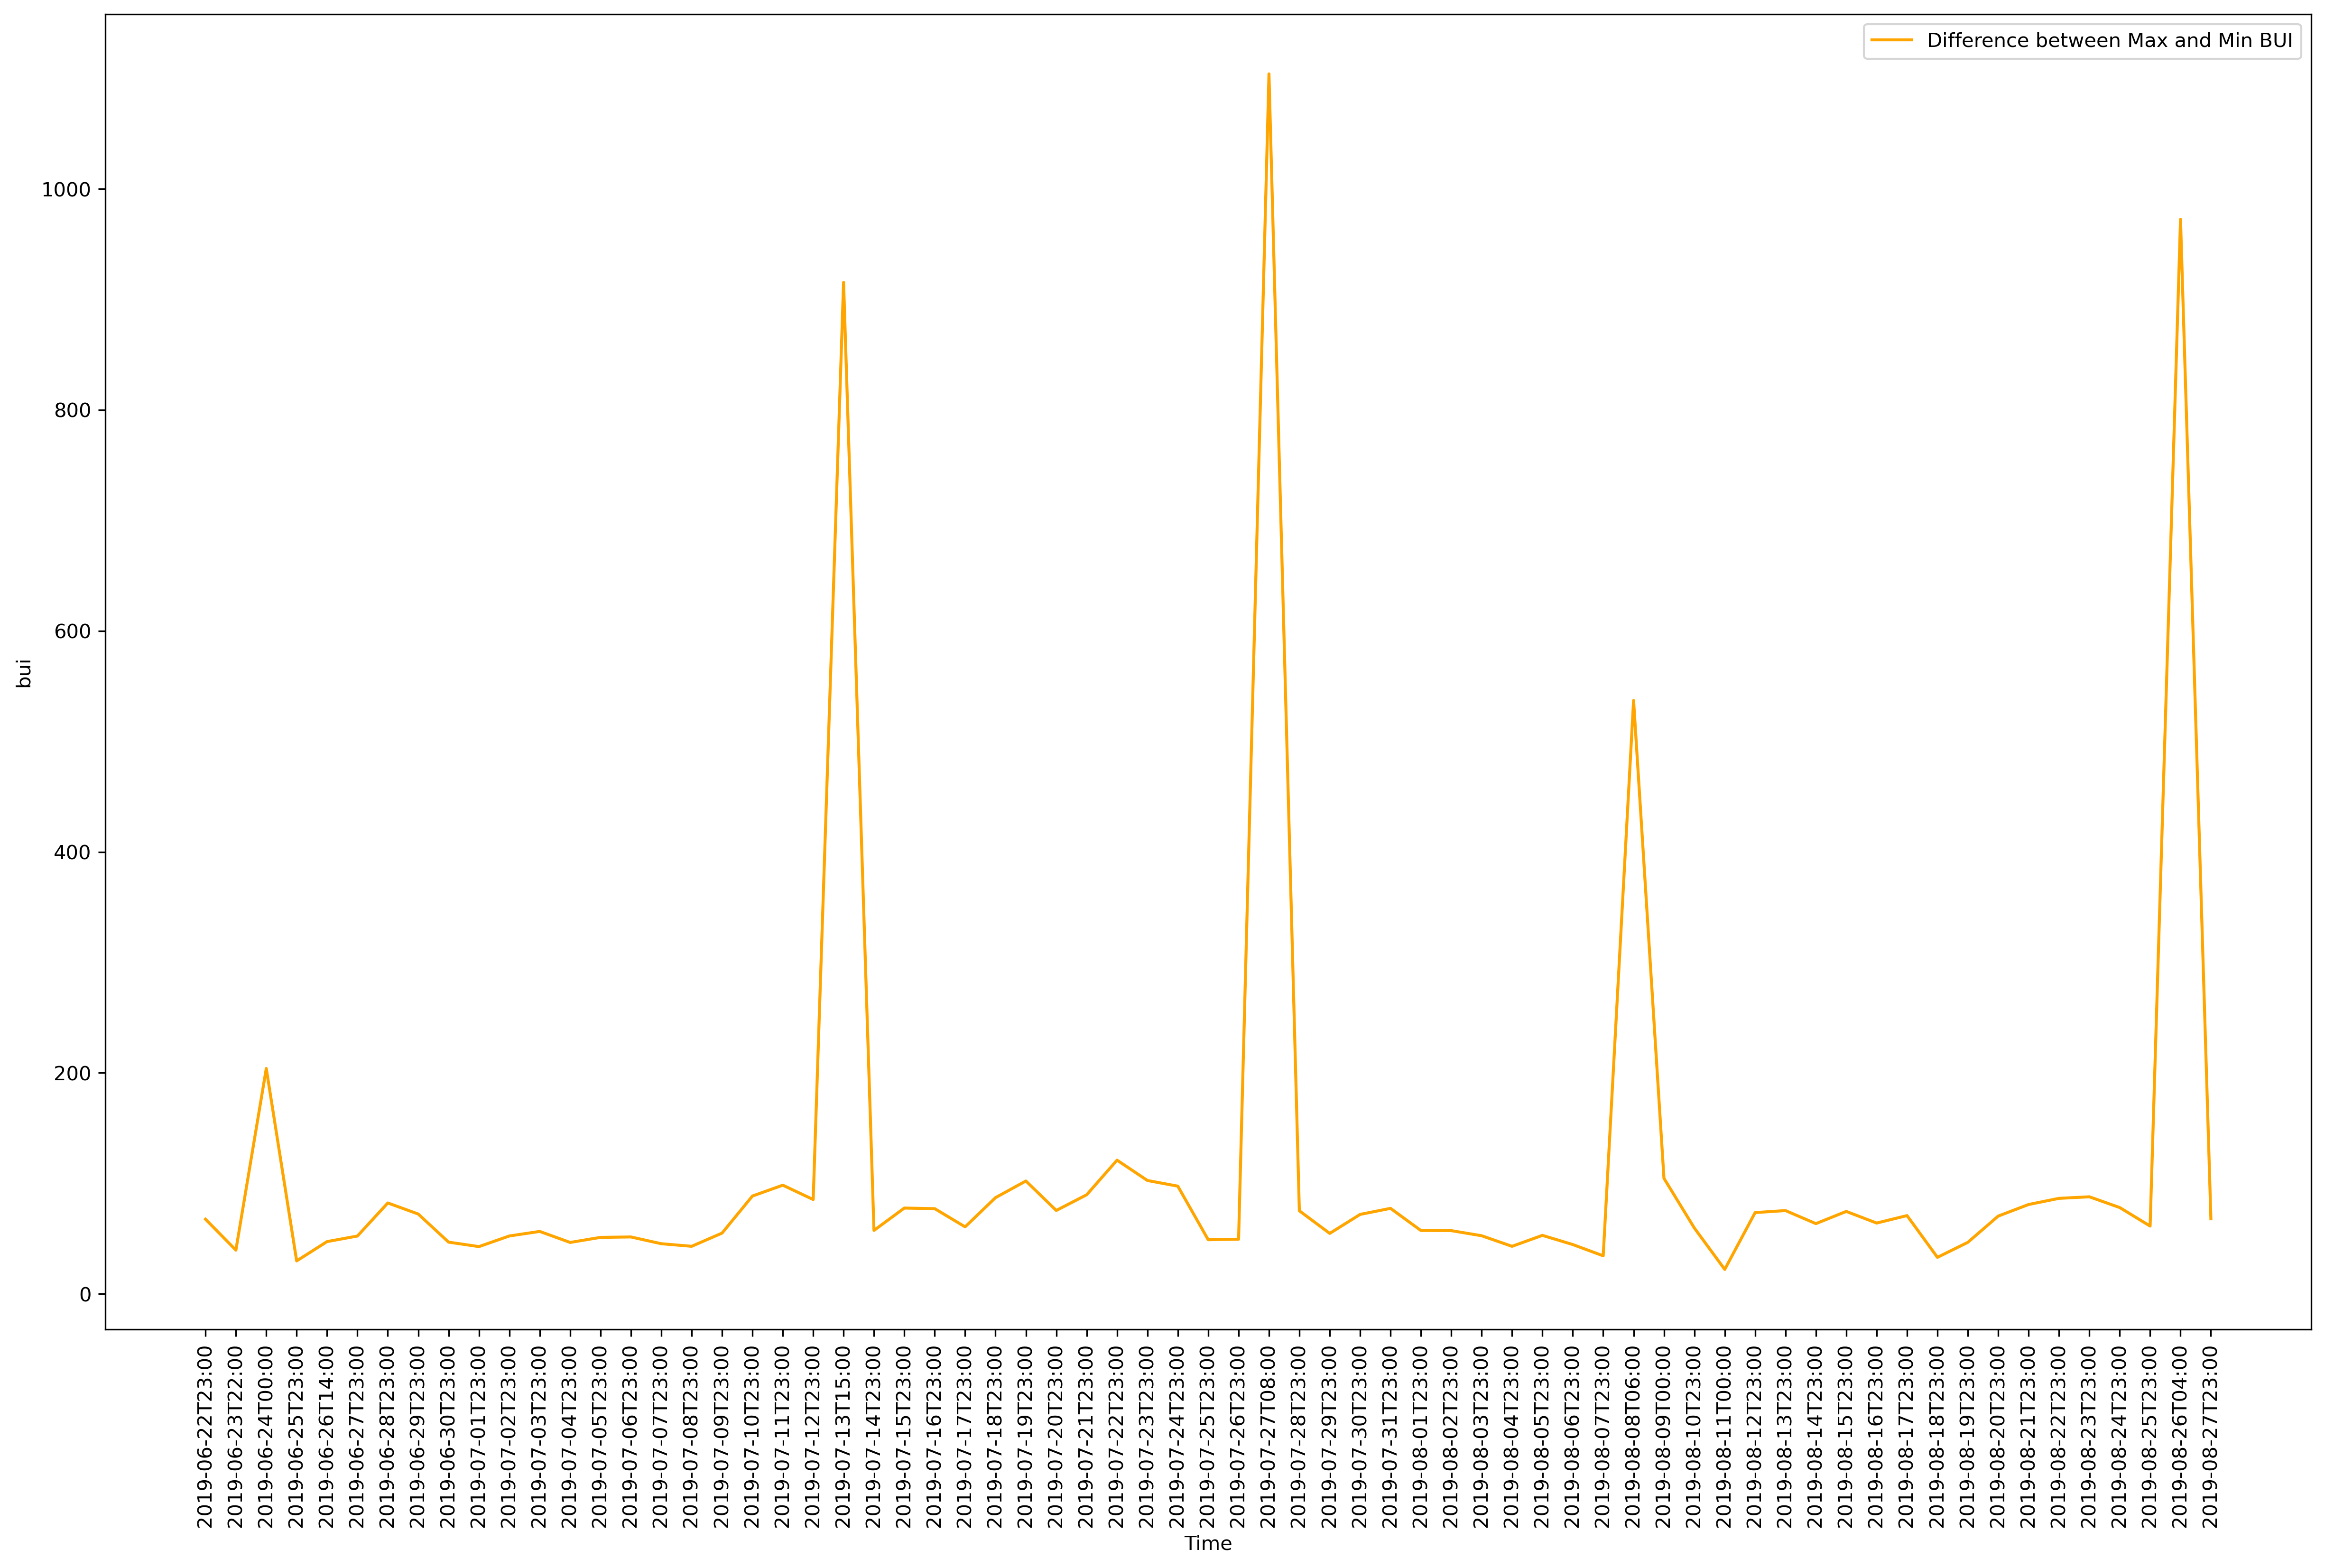 Difference between Max and Min BUI
1000
800
600
400
200
0
bui
2019-06-22T23:00
2019-06-23T22:00
2019-06-24T00:00
2019-06-25T23:00
2019-06-26T14:00
2019-06-27T23:00
2019-06-28T23:00
2019-06-29T23:00
2019-06-30T23:00
2019-07-01T23:00
2019-07-02T23:00
2019-07-03T23:00
2019-07-04T23:00
2019-07-05T23:00
2019-07-06T23:00
2019-07-07T23:00
2019-07-08T23:00
2019-07-09T23:00
2019-07-10T23:00
2019-07-11T23:00
2019-07-12T23:00
2019-07-13T15:00
2019-07-14T23:00
2019-07-15T23:00
2019-07-16T23:00
2019-07-17T23:00
2019-07-18T23:00
2019-07-19T23:00
2019-07-20T23:00
2019-07-21T23:00
2019-07-22T23:00
2019-07-23T23:00
2019-07-24T23:00
2019-07-25T23:00
2019-07-26T23:00
2019-07-27T08:00
2019-07-28T23:00
2019-07-29T23:00
2019-07-30T23:00
2019-07-31T23:00
2019-08-01T23:00
2019-08-02T23:00
2019-08-03T23:00
2019-08-04T23:00
2019-08-05T23:00
2019-08-06T23:00
2019-08-07T23:00
2019-08-08T06:00
2019-08-09T00:00
2019-08-10T23:00
2019-08-11T00:00
2019-08-12T23:00
2019-08-13T23:00
2019-08-14T23:00
2019-08-15T23:00
2019-08-16T23:00
2019-08-17T23:00
2019-08-18T23:00
2019-08-19T23:00
2019-08-20T23:00
2019-08-21T23:00
2019-08-22T23:00
2019-08-23T23:00
2019-08-24T23:00
2019-08-25T23:00
2019-08-26T04:00
2019-08-27T23:00
Time